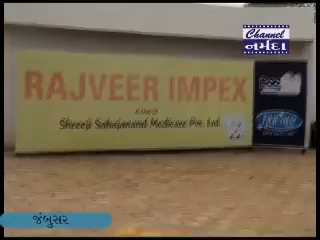 Channel
નર્મદા
RAJVEER IMPEX
Shreeji Sahajanand Medicare Pvt. Ltd.
જંબુસર